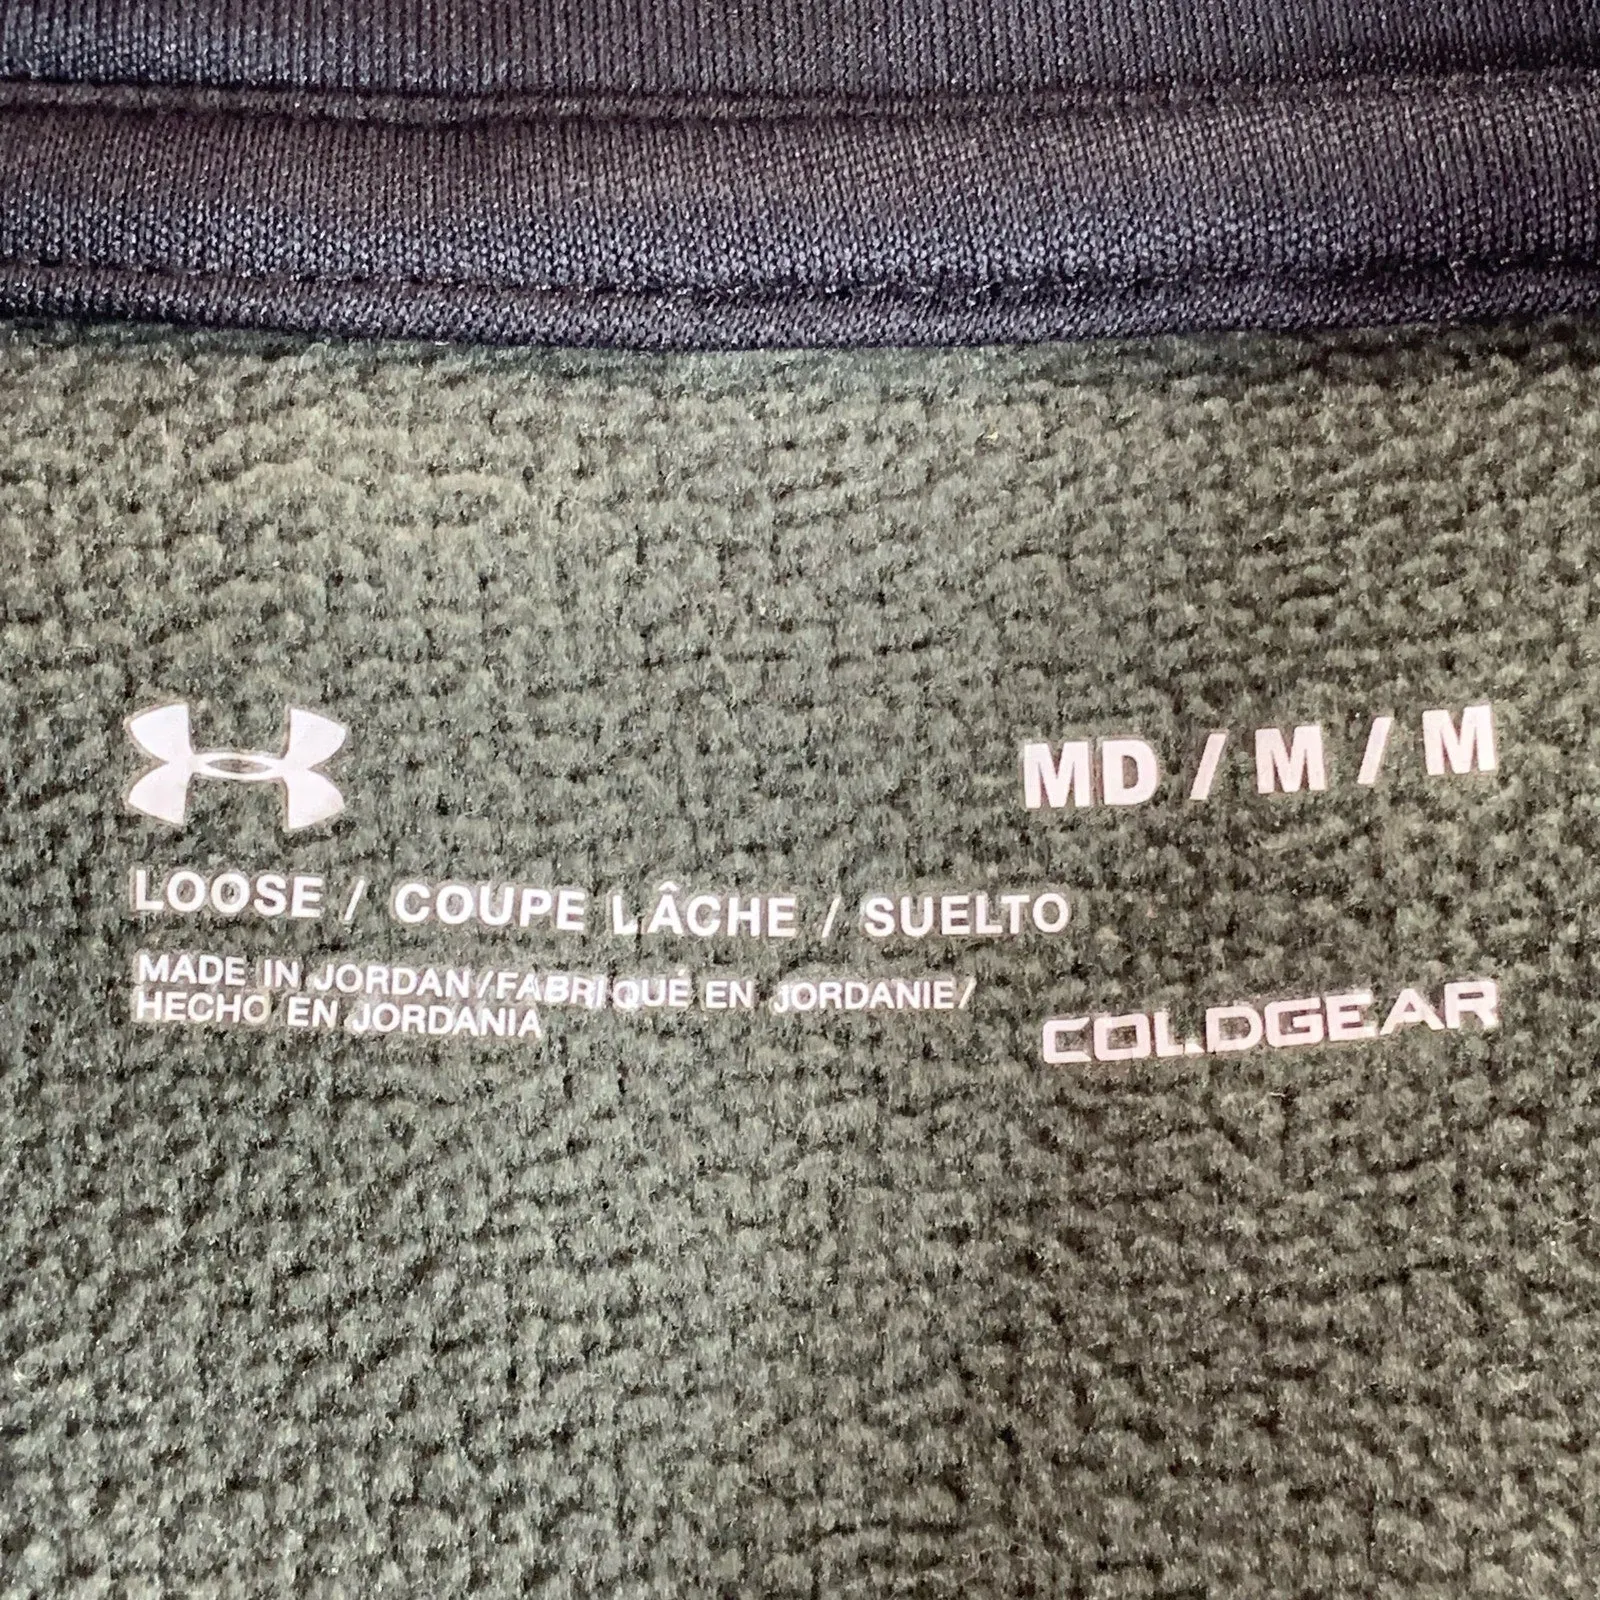 MD / M / M
LOOSE / COUPE LÂCHE / SUELTO
MADE IN JORDAN/FABRIQUÉ EN JORDANIE/
HECHO EN JORDANIA
COLDGEAR